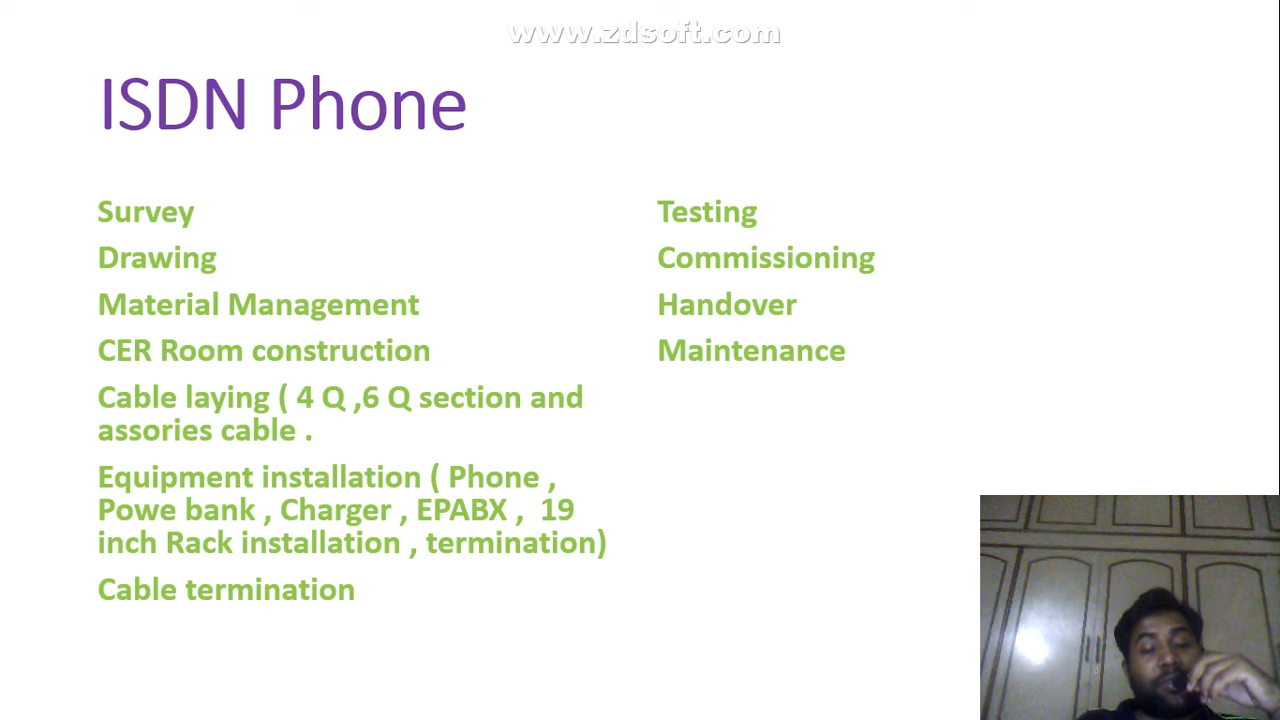 www.zdsoft.com
ISDN Phone
Survey
Drawing
Material Management
CER Room construction
Cable laying ( 4 Q ,6 Q section and
assories cable .
Equipment installation ( Phone ,
Powe bank , Charger , EPABX ,  19
inch Rack installation , termination)
Cable termination
Testing
Commissioning
Handover
Maintenance